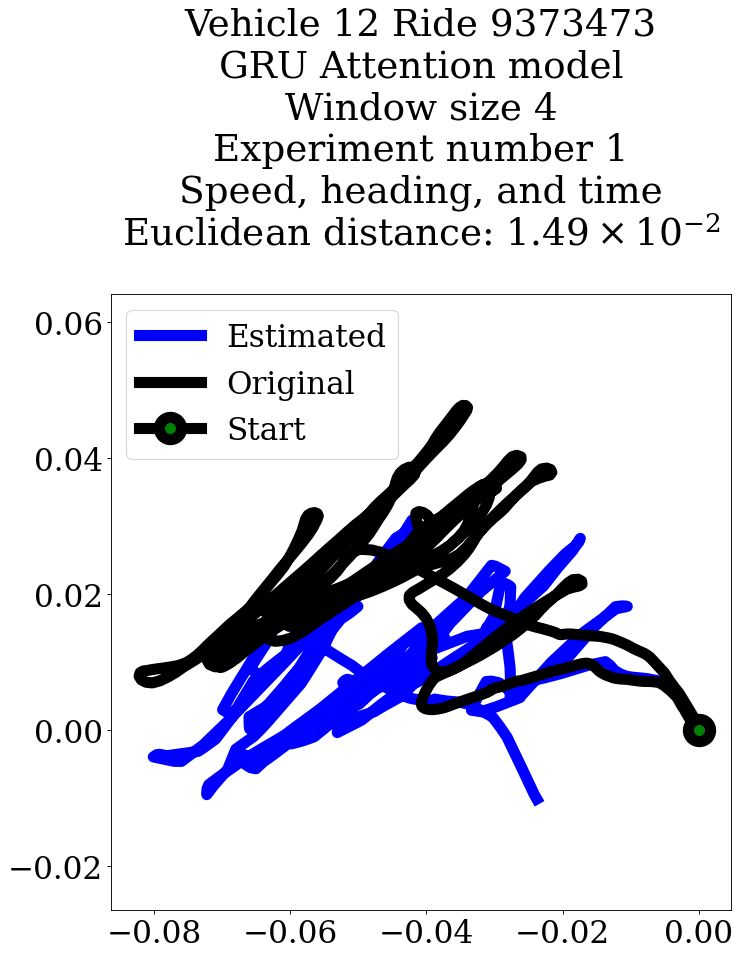 Vehicle 12 Ride 9373473
GRU Attention model
Window size 4
Experiment number 1
Speed, heading, and time
Euclidean distance: 1.49 × 10⁻²
0.06
0.04
0.02
0.00
−0.02
Estimated
Original
Start
−0.08
−0.06
−0.04
−0.02
0.00